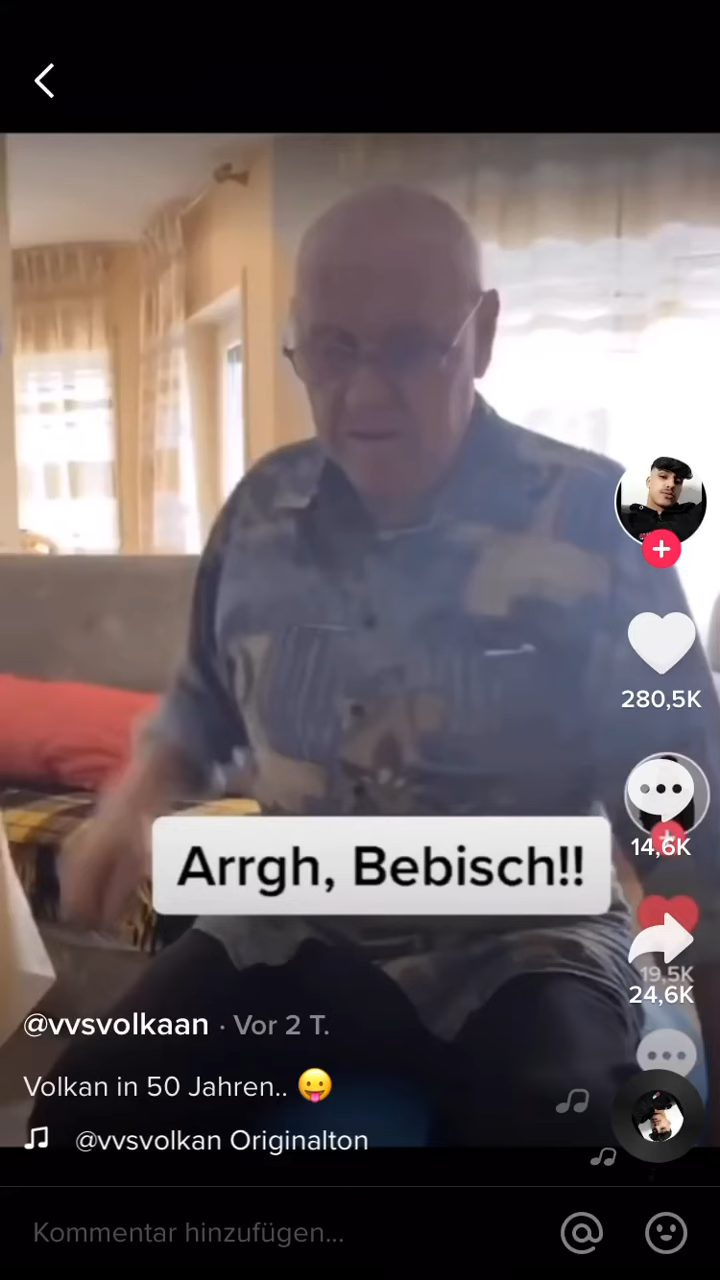 280,5K
14,6K
19,5K
24,6K
Arrgh, Bebisch!!
@vvsvolkaan · Vor 2 T.
Volkan in 50 Jahren.. 😛
@vvsvolkan Originalton
Kommentar hinzufügen...